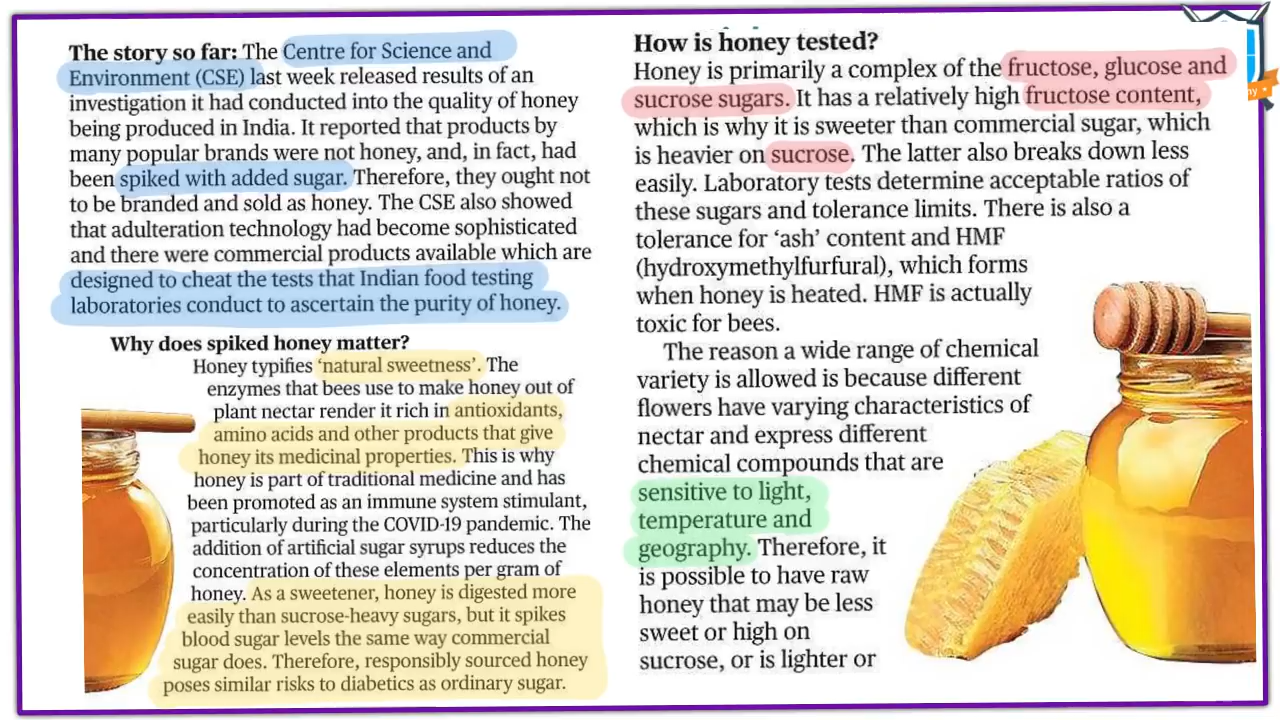 The story so far: The Centre for Science and
Environment (CSE) last week released results of an
investigation it had conducted into the quality of honey
being produced in India. It reported that products by
many popular brands were not honey, and, in fact, had
been spiked with added sugar. Therefore, they ought not
to be branded and sold as honey. The CSE also showed
that adulteration technology had become sophisticated
and there were commercial products available which are
designed to cheat the tests that Indian food testing
laboratories conduct to ascertain the purity of honey.
Why does spiked honey matter?
Honey typifies ‘natural sweetness’. The
enzymes that bees use to make honey out of
plant nectar render it rich in antioxidants,
amino acids and other products that give
honey its medicinal properties. This is why
honey is part of traditional medicine and has
been promoted as an immune system stimulant,
particularly during the COVID-19 pandemic. The
addition of artificial sugar syrups reduces the
concentration of these elements per gram of
honey. As a sweetener, honey is digested more
easily than sucrose-heavy sugars, but it spikes
blood sugar levels the same way commercial
sugar does. Therefore, responsibly sourced honey
poses similar risks to diabetics as ordinary sugar.
How is honey tested?
Honey is primarily a complex of the fructose, glucose and
sucrose sugars. It has a relatively high fructose content,
which is why it is sweeter than commercial sugar, which
is heavier on sucrose. The latter also breaks down less
easily. Laboratory tests determine acceptable ratios of
these sugars and tolerance limits. There is also a
tolerance for ‘ash’ content and HMF
(hydroxymethylfurfural), which forms
when honey is heated. HMF is actually
toxic for bees.
The reason a wide range of chemical
variety is allowed is because different
flowers have varying characteristics of
nectar and express different
chemical compounds that are
sensitive to light,
temperature and
geography. Therefore, it
is possible to have raw
honey that may be less
sweet or high on
sucrose, or is lighter or